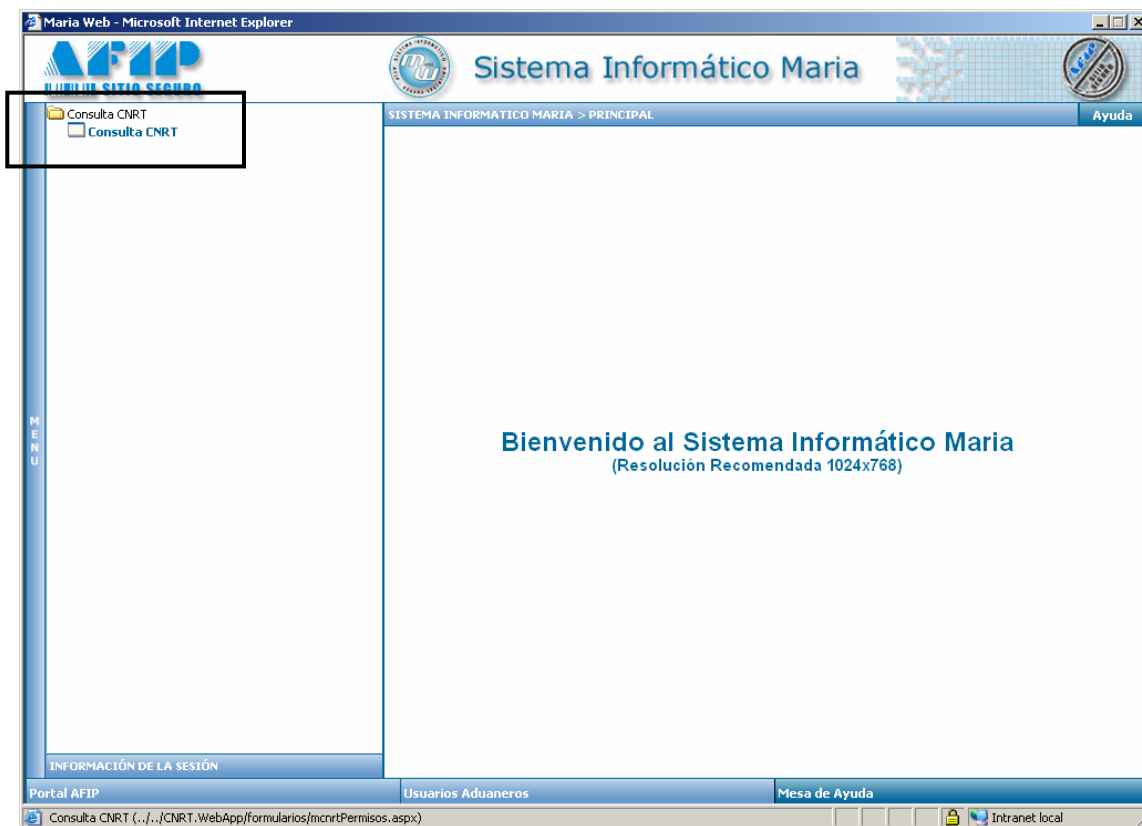 Maria Web - Microsoft Internet Explorer
AFIP
SITIO SEGURO
Sistema Informático Maria
Consulta CNRT
Consulta CNRT
SISTEMA INFORMATICO MARIA > PRINCIPAL
Ayuda
MENU
Bienvenido al Sistema Informático Maria
(Resolución Recomendada 1024x768)
INFORMACIÓN DE LA SESIÓN
Portal AFIP
Usuarios Aduaneros
Mesa de Ayuda
Consulta CNRT (../../CNRT.WebApp/formularios/mcnrtPermisos.aspx)
Intranet local